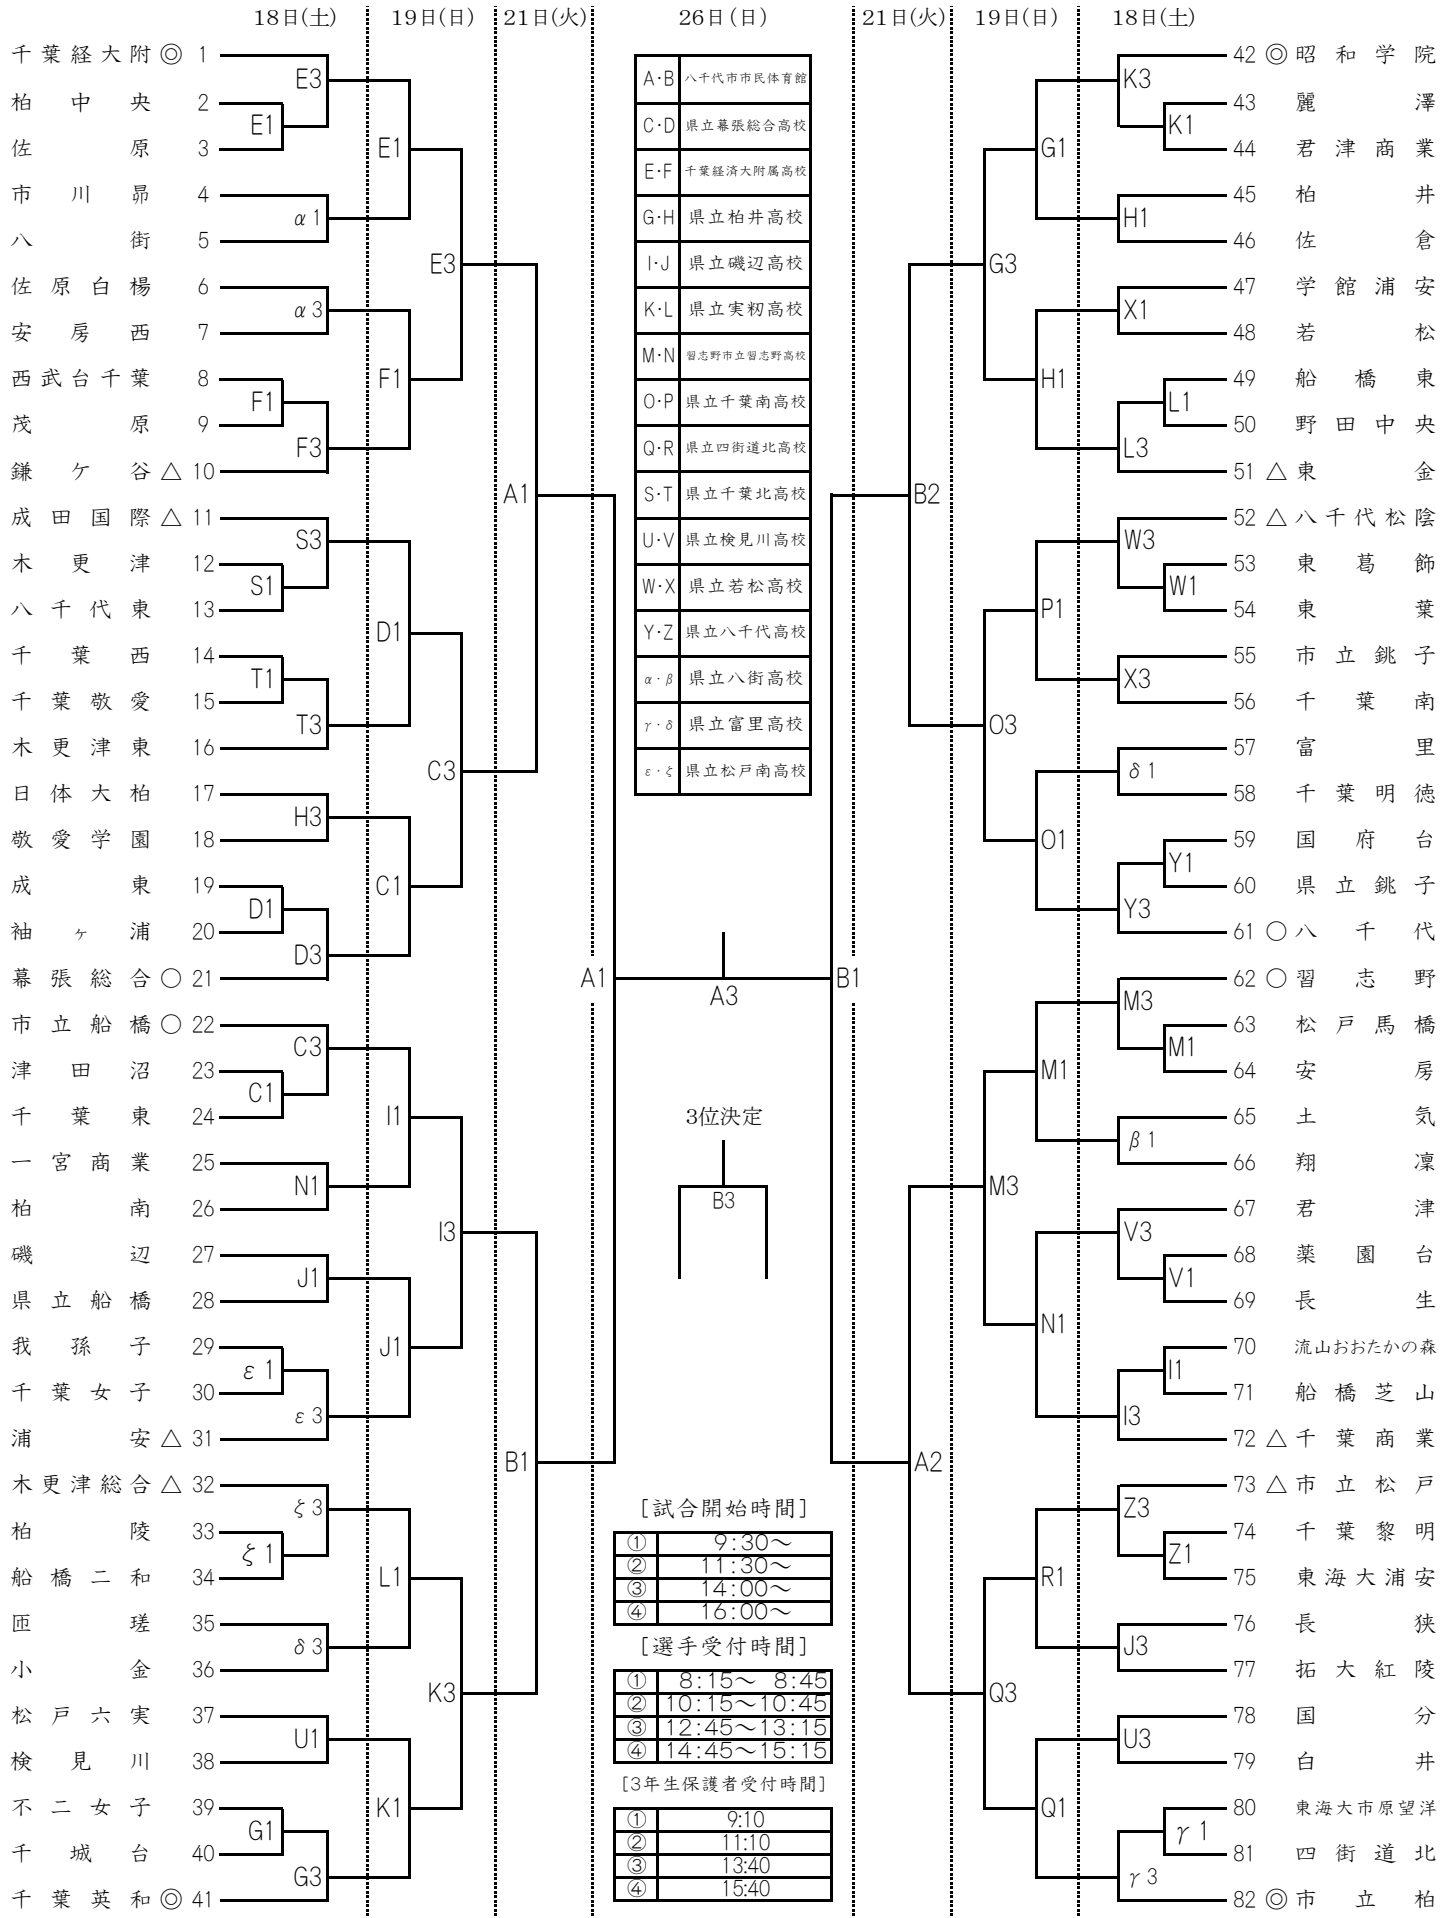 18日(土) 19日(日) 21日(火) 26日(日) 21日(火) 19日(日) 18日(土)
千葉経大附 ◎ 1
柏中央 2
佐原 3
市川昴 4
八街 5
佐原白楊 6
安房西 7
西武台千葉 8
茂原 9
鎌ケ谷 △ 10
成田国際 △ 11
木更津 12
八千代東 13
千葉西 14
千葉敬愛 15
木更津東 16
日体大柏 17
敬愛学園 18
成東 19
袖ヶ浦 20
幕張総合 ○ 21
市立船橋 ○ 22
津田沼 23
千葉東 24
一宮商業 25
柏南 26
磯辺 27
県立船橋 28
我孫子 29
千葉女子 30
浦安 △ 31
木更津総合 △ 32
柏陵 33
船橋二和 34
匝瑳 35
小金 36
松戸六実 37
検見川 38
不二女子 39
千城台 40
千葉英和 ◎ 41
E3
E1
α1
α3
F1
F3
S3
S1
T1
T3
H3
D1
D3
C3
C1
N1
J1
ε1
ε3
ζ3
ζ1
δ3
U1
G1
G3
E1
F1
D1
C1
I1
J1
L1
K1
E3
C3
I3
K3
A1
B1
A1
A・B 八千代市市民体育館
C・D 県立幕張総合高校
E・F 千葉経済大附属高校
G・H 県立柏井高校
I・J 県立磯辺高校
K・L 県立実籾高校
M・N 習志野市立習志野高校
O・P 県立千葉南高校
Q・R 県立四街道北高校
S・T 県立千葉北高校
U・V 県立検見川高校
W・X 県立若松高校
Y・Z 県立八千代高校
α・β 県立八街高校
γ・δ 県立富里高校
ε・ζ 県立松戸南高校
A3
3位決定
B3
[試合開始時間]
① 9:30～
② 11:30～
③ 14:00～
④ 16:00～
[選手受付時間]
① 8:15～ 8:45
② 10:15～10:45
③ 12:45～13:15
④ 14:45～15:15
[3年生保護者受付時間]
① 9:10
② 11:10
③ 13:40
④ 15:40
B1
B2
A2
G3
O3
M3
Q3
G1
H1
P1
O1
M1
N1
R1
Q1
K3
K1
H1
X1
L1
L3
W3
W1
X3
δ1
Y1
Y3
M3
M1
β1
V3
V1
I1
I3
Z3
Z1
J3
U3
γ1
γ3
42 ◎ 昭和学院
43 麗澤
44 君津商業
45 柏井
46 佐倉
47 学館浦安
48 若松
49 船橋東
50 野田中央
51 △ 東金
52 △ 八千代松陰
53 東葛飾
54 東葉
55 市立銚子
56 千葉南
57 富里
58 千葉明徳
59 国府台
60 県立銚子
61 ○ 八千代
62 ○ 習志野
63 松戸馬橋
64 安房
65 土気
66 翔凜
67 君津
68 薬園台
69 長生
70 流山おおたかの森
71 船橋芝山
72 △ 千葉商業
73 △ 市立松戸
74 千葉黎明
75 東海大浦安
76 長狭
77 拓大紅陵
78 国分
79 白井
80 東海大市原望洋
81 四街道北
82 ◎ 市立柏